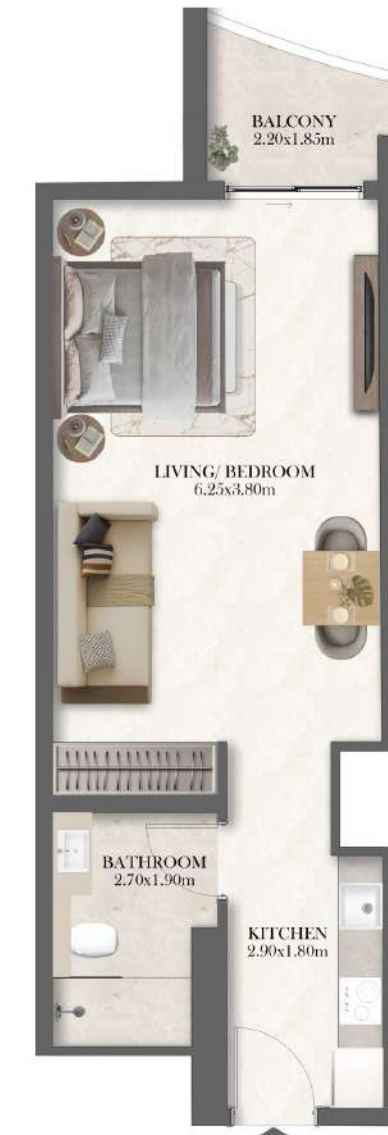 BALCONY
2.20x1.85m
LIVING/ BEDROOM
6.25x3.80m
BATHROOM
2.70x1.90m
KITCHEN
2.90x1.80m